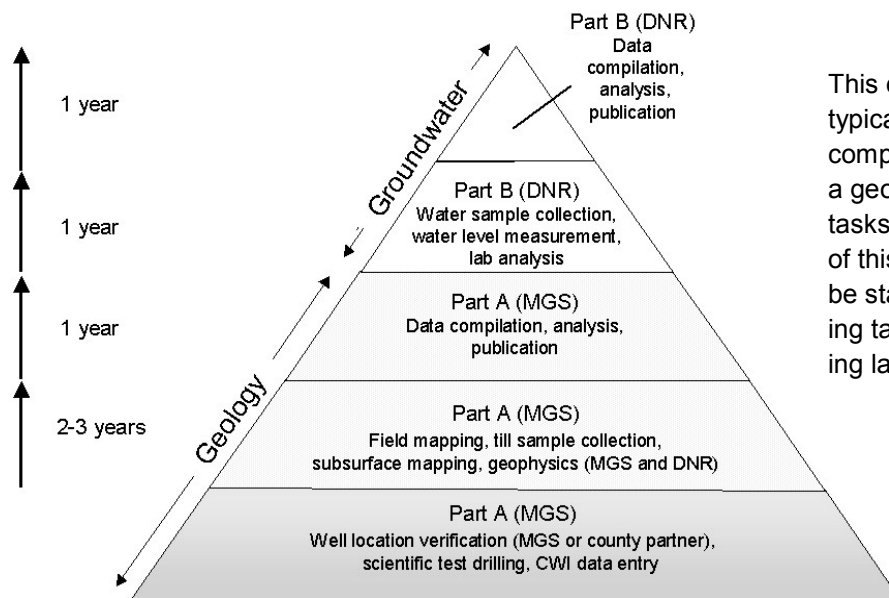 Part B (DNR)
Data
compilation,
analysis,
publication
1 year
Groundwater
Part B (DNR)
Water sample collection,
water level measurement,
lab analysis
1 year
Part A (MGS)
Data compilation, analysis,
publication
1 year
Geology
Part A (MGS)
Field mapping, till sample collection,
subsurface mapping, geophysics (MGS and DNR)
2-3 years
Part A (MGS)
Well location verification (MGS or county partner),
scientific test drilling, CWI data entry
This
typica
comp
a geo
tasks
of this
be sta
ing ta
ing la